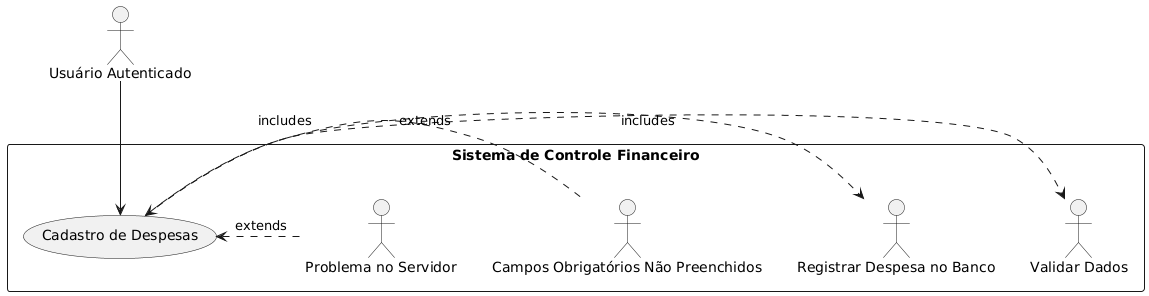 Usuário Autenticado
includes
extends
includes
Sistema de Controle Financeiro
Cadastro de Despesas
extends
Problema no Servidor
Campos Obrigatórios Não Preenchidos
Registrar Despesa no Banco
Validar Dados